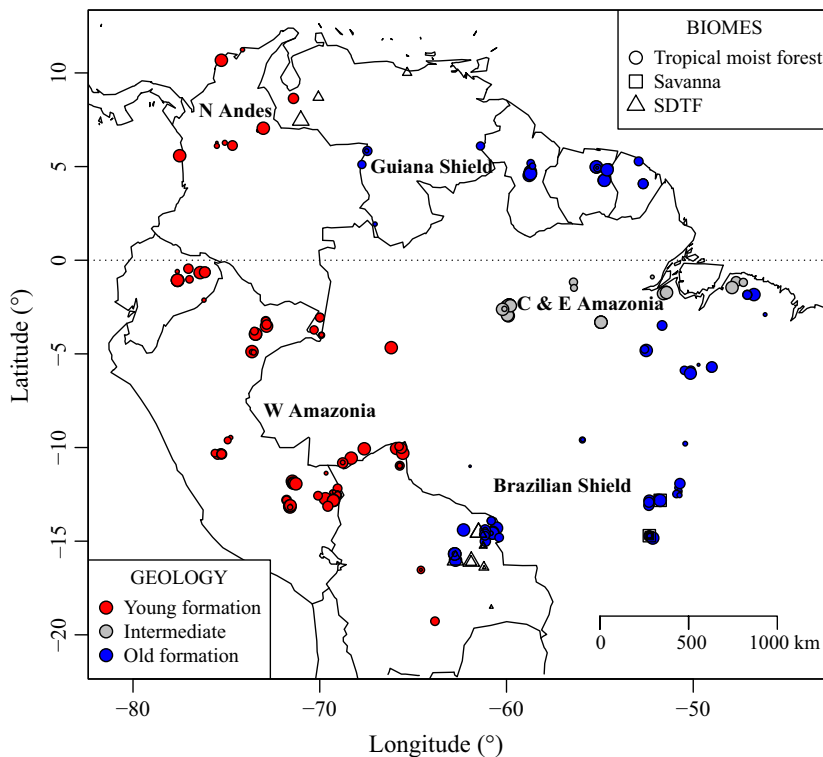 BIOMES
Tropical moist forest
Savanna
SDTF
N Andes
Guiana Shield
C & E Amazonia
W Amazonia
Brazilian Shield
GEOLOGY
Young formation
Intermediate
Old formation
0 500 1000 km
10
5
0
−5
−10
−15
−20
Latitude (°)
−80 −70 −60 −50
Longitude (°)